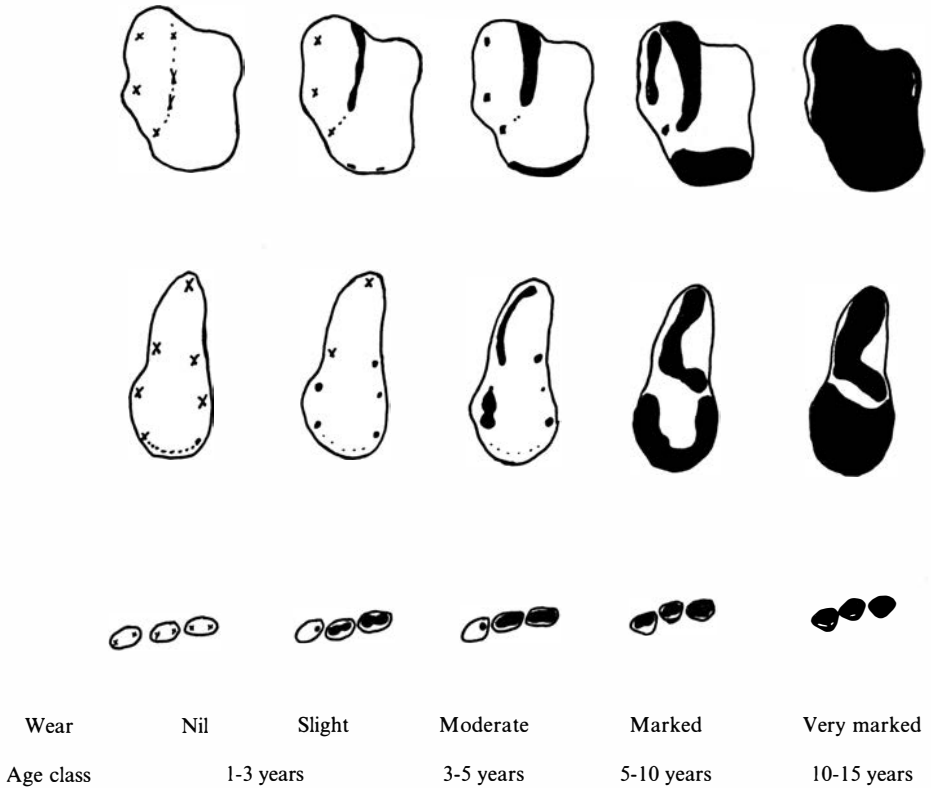 Wear Nil Slight Moderate Marked Very marked
Age class 1-3 years 3-5 years 5-10 years 10-15 years